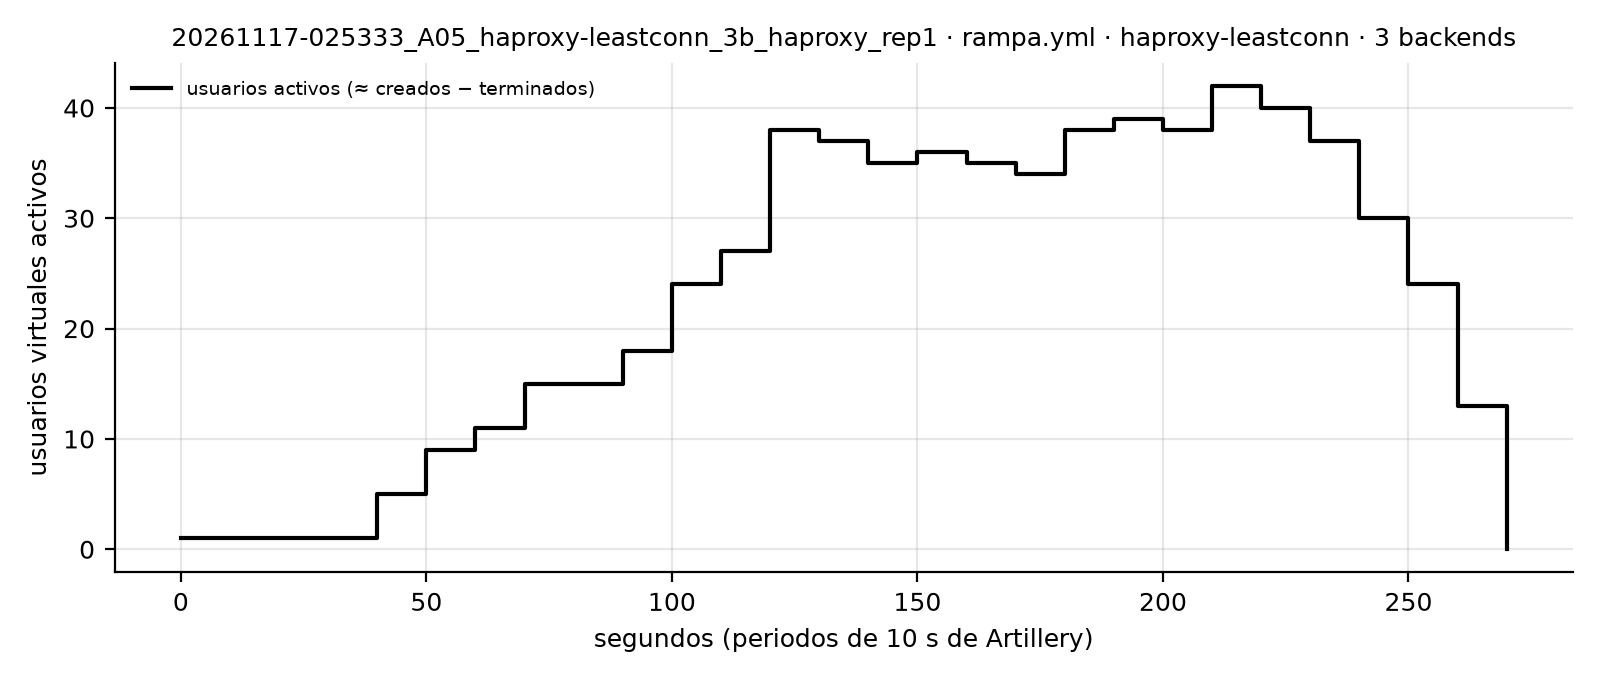 20261117-025333_A05_haproxy-leastconn_3b_haproxy_rep1 · rampa.yml · haproxy-leastconn · 3 backends
usuarios activos (≈ creados − terminados)
usuarios virtuales activos
40
30
20
10
0
0 50 100 150 200 250
segundos (periodos de 10 s de Artillery)